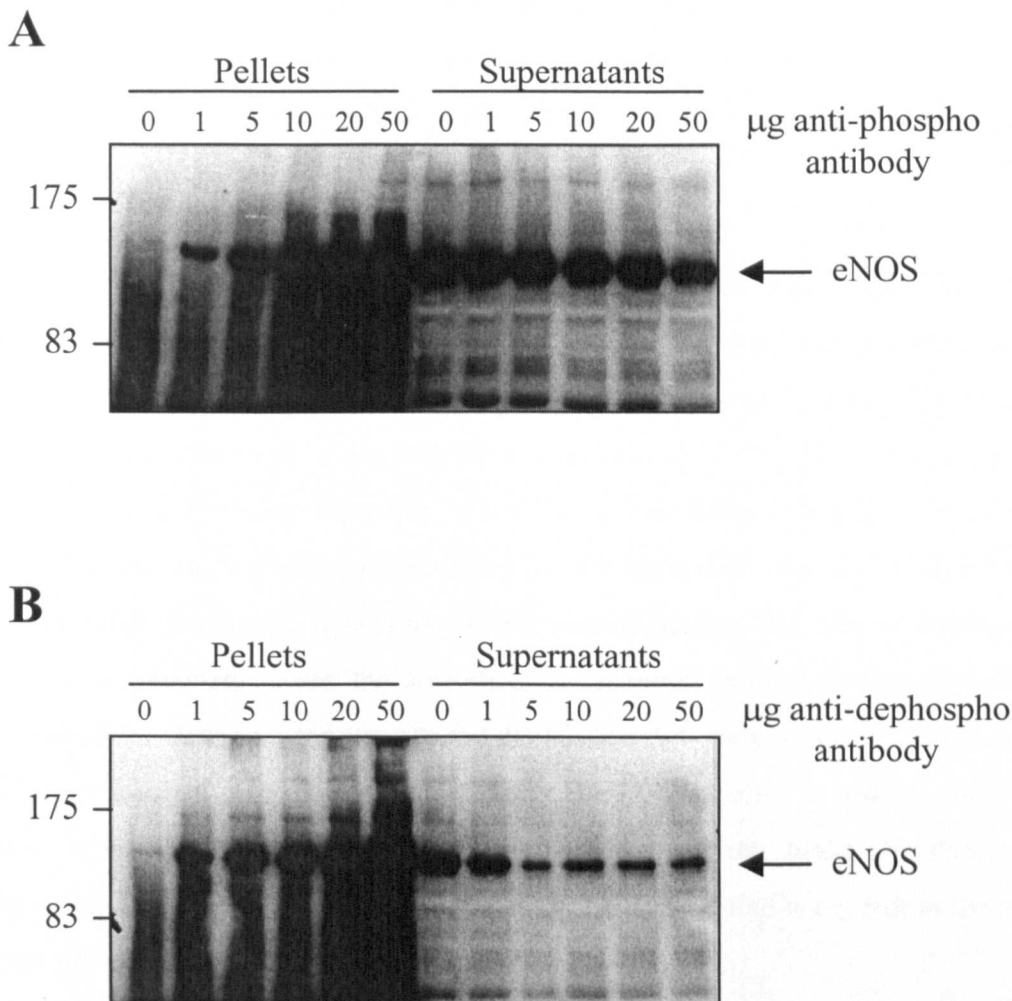 A
Pellets Supernatants
0 1 5 10 20 50 0 1 5 10 20 50 µg anti-phospho
antibody
175
eNOS
83
B
Pellets Supernatants
0 1 5 10 20 50 0 1 5 10 20 50 µg anti-dephospho
antibody
175
eNOS
83